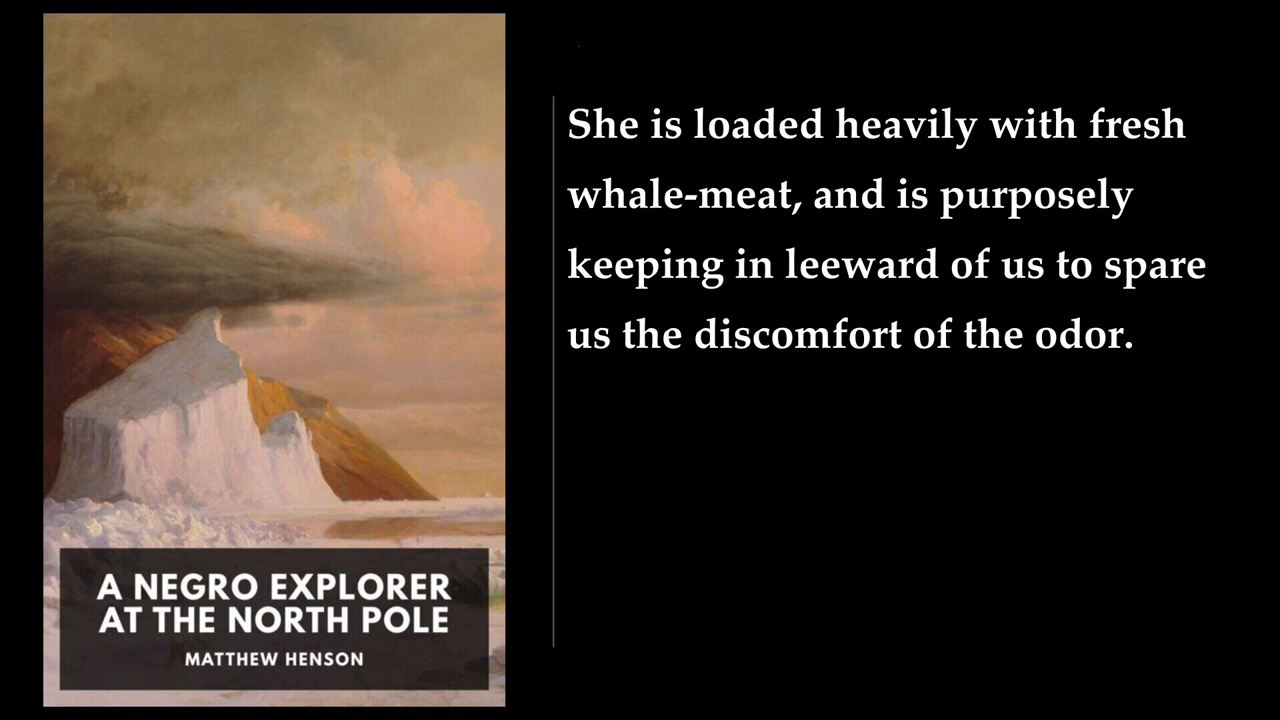 She is loaded heavily with fresh
whale-meat, and is purposely
keeping in leeward of us to spare
us the discomfort of the odor.
A NEGRO EXPLORER
AT THE NORTH POLE
MATTHEW HENSON